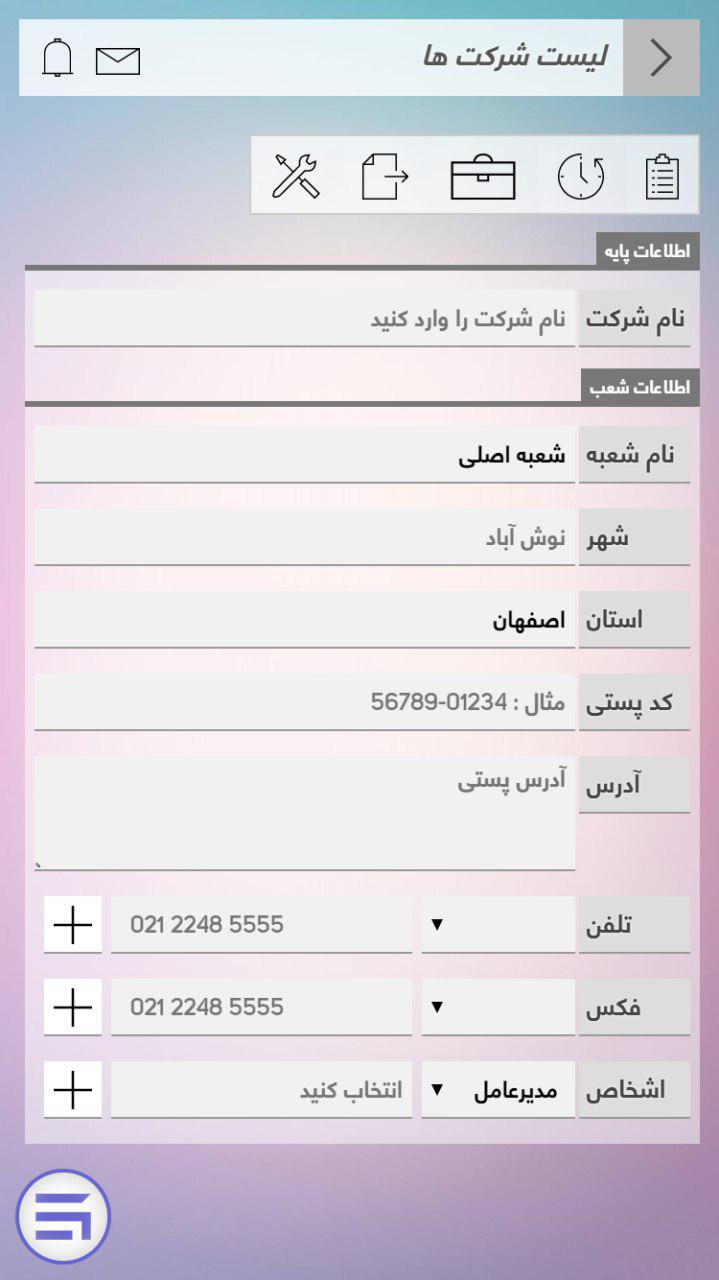 لیست شرکت ها
اطلاعات پایه
نام شرکت نام شرکت را وارد کنید
اطلاعات شعب
نام شعبه شعبه اصلی
شهر نوش آباد
استان اصفهان
کد پستی مثال : 01234-56789
آدرس آدرس پستی
تلفن 021 2248 5555
فکس 021 2248 5555
اشخاص مدیرعامل انتخاب کنید